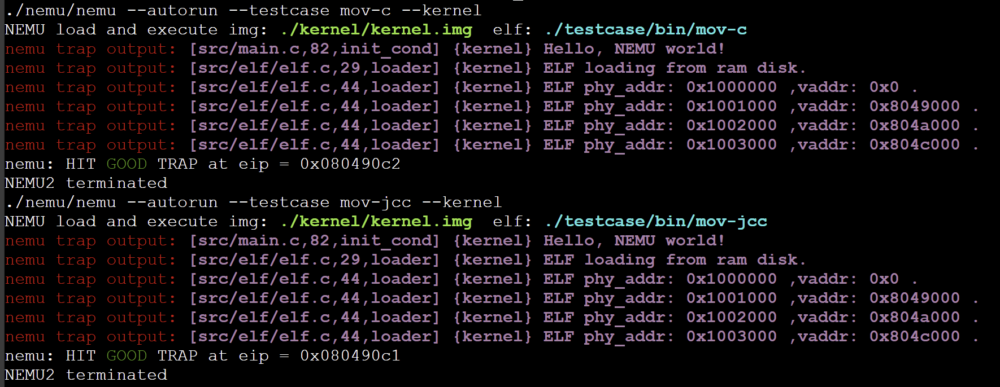 ./nemu/nemu --autorun --testcase mov-c --kernel
NEMU load and execute img: ./kernel/kernel.img  elf: ./testcase/bin/mov-c
nemu trap output: [src/main.c,82,init_cond] {kernel} Hello, NEMU world!
nemu trap output: [src/elf/elf.c,29,loader] {kernel} ELF loading from ram disk.
nemu trap output: [src/elf/elf.c,44,loader] {kernel} ELF phy_addr: 0x1000000 ,vaddr: 0x0 .
nemu trap output: [src/elf/elf.c,44,loader] {kernel} ELF phy_addr: 0x1001000 ,vaddr: 0x8049000 .
nemu trap output: [src/elf/elf.c,44,loader] {kernel} ELF phy_addr: 0x1002000 ,vaddr: 0x804a000 .
nemu trap output: [src/elf/elf.c,44,loader] {kernel} ELF phy_addr: 0x1003000 ,vaddr: 0x804c000 .
nemu: HIT GOOD TRAP at eip = 0x080490c2
NEMU2 terminated
./nemu/nemu --autorun --testcase mov-jcc --kernel
NEMU load and execute img: ./kernel/kernel.img  elf: ./testcase/bin/mov-jcc
nemu trap output: [src/main.c,82,init_cond] {kernel} Hello, NEMU world!
nemu trap output: [src/elf/elf.c,29,loader] {kernel} ELF loading from ram disk.
nemu trap output: [src/elf/elf.c,44,loader] {kernel} ELF phy_addr: 0x1000000 ,vaddr: 0x0 .
nemu trap output: [src/elf/elf.c,44,loader] {kernel} ELF phy_addr: 0x1001000 ,vaddr: 0x8049000 .
nemu trap output: [src/elf/elf.c,44,loader] {kernel} ELF phy_addr: 0x1002000 ,vaddr: 0x804a000 .
nemu trap output: [src/elf/elf.c,44,loader] {kernel} ELF phy_addr: 0x1003000 ,vaddr: 0x804c000 .
nemu: HIT GOOD TRAP at eip = 0x080490c1
NEMU2 terminated